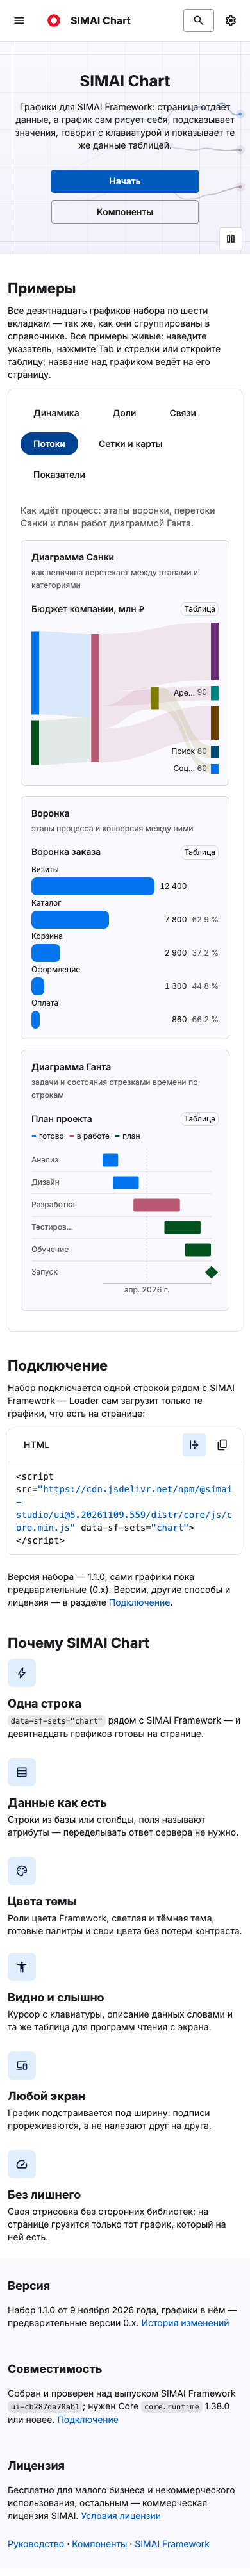 SIMAI Chart
SIMAI Chart
Графики для SIMAI Framework: страница отдаёт
данные, а график сам рисует себя, подсказывает
значения, говорит с клавиатурой и показывает те
же данные таблицей.
Начать
Компоненты
Примеры
Все девятнадцать графиков набора по шести
вкладкам — так же, как они сгруппированы в
справочнике. Все примеры живые: наведите
указатель, нажмите Tab и стрелки или откройте
таблицу; название над графиком ведёт на его
страницу.
Динамика Доли Связи
Потоки Сетки и карты
Показатели
Как идёт процесс: этапы воронки, перетоки
Санки и план работ диаграммой Ганта.
Диаграмма Санки
как величина перетекает между этапами и
категориями
Бюджет компании, млн ₽ Таблица
Аре... 90
Поиск 80
Соц... 60
Воронка
этапы процесса и конверсия между ними
Воронка заказа Таблица
Визиты
12 400
Каталог
7 800 62,9 %
Корзина
2 900 37,2 %
Оформление
1 300 44,8 %
Оплата
860 66,2 %
Диаграмма Ганта
задачи и состояния отрезками времени по
строкам
План проекта Таблица
готово в работе план
Анализ
Дизайн
Разработка
Тестиров...
Обучение
Запуск
апр. 2026 г.
Подключение
Набор подключается одной строкой рядом с SIMAI
Framework — Loader сам загрузит только те
графики, что есть на странице:
HTML
<script
src="https://cdn.jsdelivr.net/npm/@simai
-
studio/ui@5.20261109.559/distr/core/js/c
ore.min.js" data-sf-sets="chart">
</script>
Версия набора — 1.1.0, сами графики пока
предварительные (0.x). Версии, другие способы и
лицензия — в разделе Подключение.
Почему SIMAI Chart
Одна строка
data-sf-sets="chart" рядом с SIMAI Framework — и
девятнадцать графиков готовы на странице.
Данные как есть
Строки из базы или столбцы, поля называют
атрибуты — переделывать ответ сервера не нужно.
Цвета темы
Роли цвета Framework, светлая и тёмная тема,
готовые палитры и свои цвета без потери контраста.
Видно и слышно
Курсор с клавиатуры, описание данных словами и
та же таблица для программ чтения с экрана.
Любой экран
График подстраивается под ширину: подписи
прореживаются, а не налезают друг на друга.
Без лишнего
Своя отрисовка без сторонних библиотек; на
странице грузится только тот график, который на
ней есть.
Версия
Набор 1.1.0 от 9 ноября 2026 года, графики в нём —
предварительные версии 0.x. История изменений
Совместимость
Собран и проверен над выпуском SIMAI Framework
ui-cb287da78ab1; нужен Core core.runtime 1.38.0
или новее. Подключение
Лицензия
Бесплатно для малого бизнеса и некоммерческого
использования, остальным — коммерческая
лицензия SIMAI. Условия лицензии
Руководство · Компоненты · SIMAI Framework